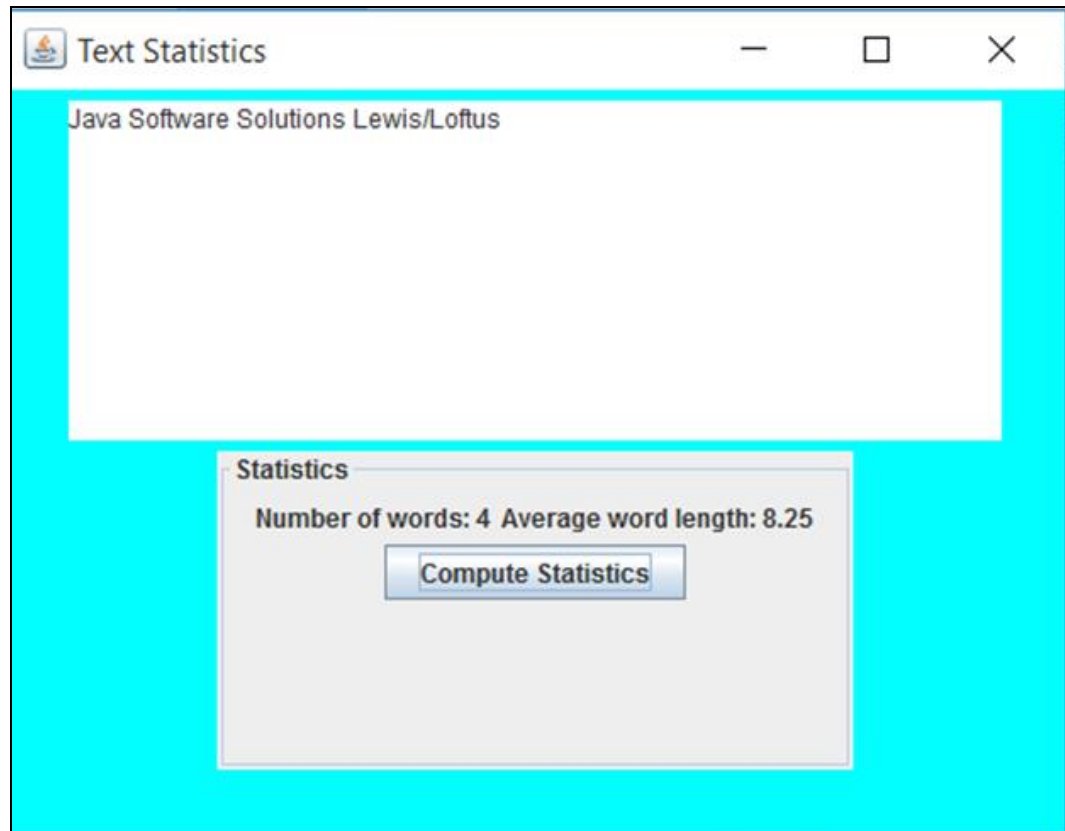 Text Statistics
Java Software Solutions Lewis/Loftus
Statistics
Number of words: 4 Average word length: 8.25
Compute Statistics